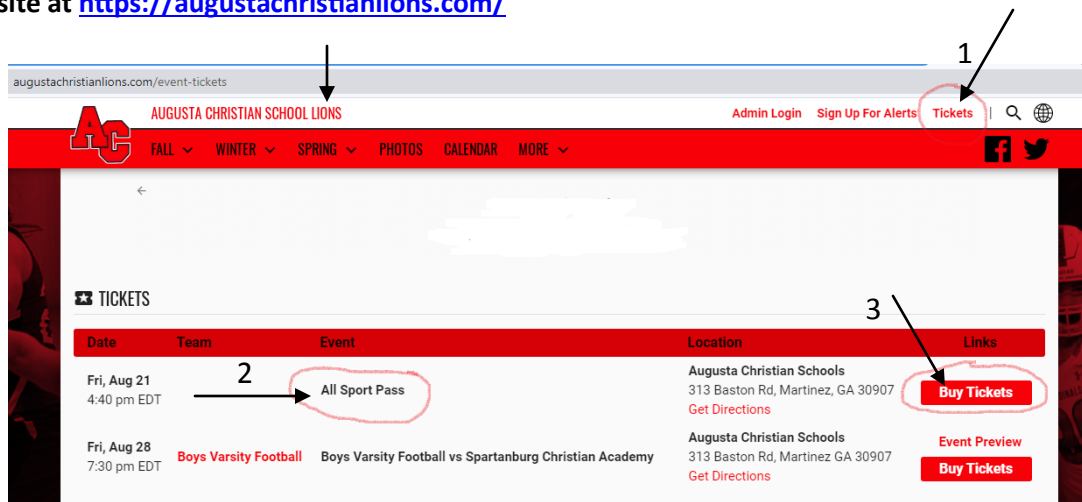 site at https://augustachristianlions.com/
1
augustachristianlions.com/event-tickets
AUGUSTA CHRISTIAN SCHOOL LIONS
Admin Login Sign Up For Alerts Tickets |
AC
FALL WINTER SPRING PHOTOS CALENDAR MORE
TICKETS
3
Date Team Event Location Links
Fri, Aug 21
4:40 pm EDT
2
All Sport Pass
Augusta Christian Schools
313 Baston Rd, Martinez, GA 30907
Get Directions
Buy Tickets
Fri, Aug 28
7:30 pm EDT
Boys Varsity Football
Boys Varsity Football vs Spartanburg Christian Academy
Augusta Christian Schools
313 Baston Rd, Martinez GA 30907
Get Directions
Event Preview
Buy Tickets